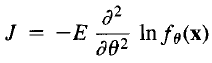 J = −E ∂²/∂θ² ln f_θ(x)